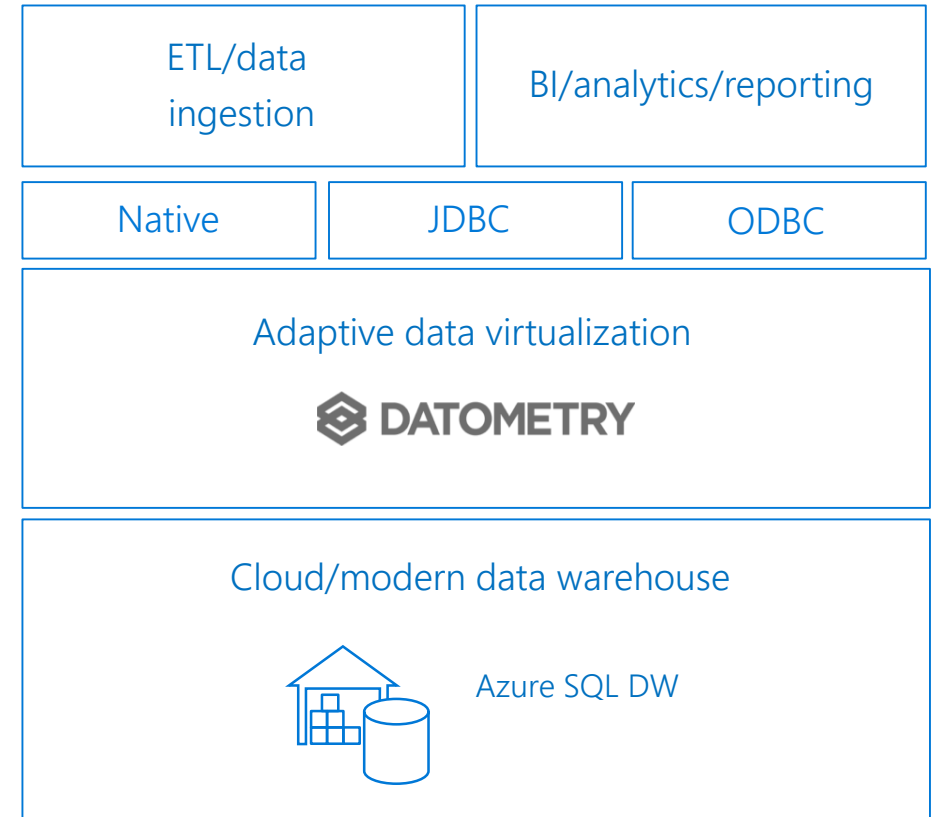 ETL/data
ingestion
BI/analytics/reporting
Native
JDBC
ODBC
Adaptive data virtualization
DATOMETRY
Cloud/modern data warehouse
Azure SQL DW